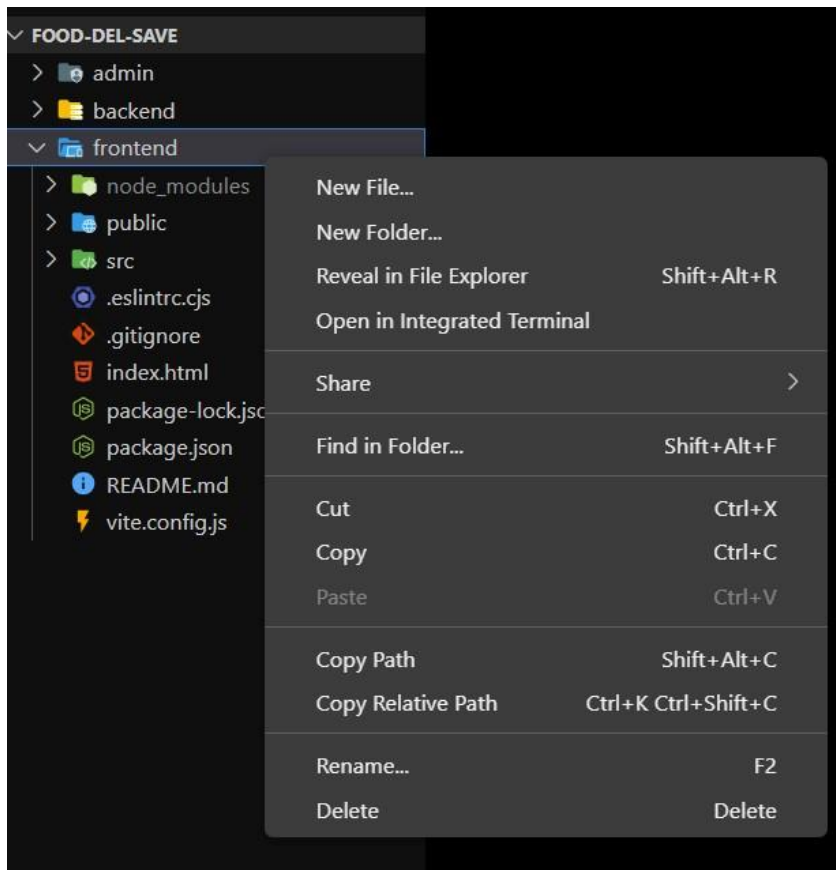 FOOD-DEL-SAVE
admin
backend
frontend
node_modules
public
src
.eslintrc.cjs
.gitignore
index.html
package-lock.jsc
package.json
README.md
vite.config.js
New File...
New Folder...
Reveal in File Explorer Shift+Alt+R
Open in Integrated Terminal
Share
Find in Folder... Shift+Alt+F
Cut Ctrl+X
Copy Ctrl+C
Paste Ctrl+V
Copy Path Shift+Alt+C
Copy Relative Path Ctrl+K Ctrl+Shift+C
Rename... F2
Delete Delete